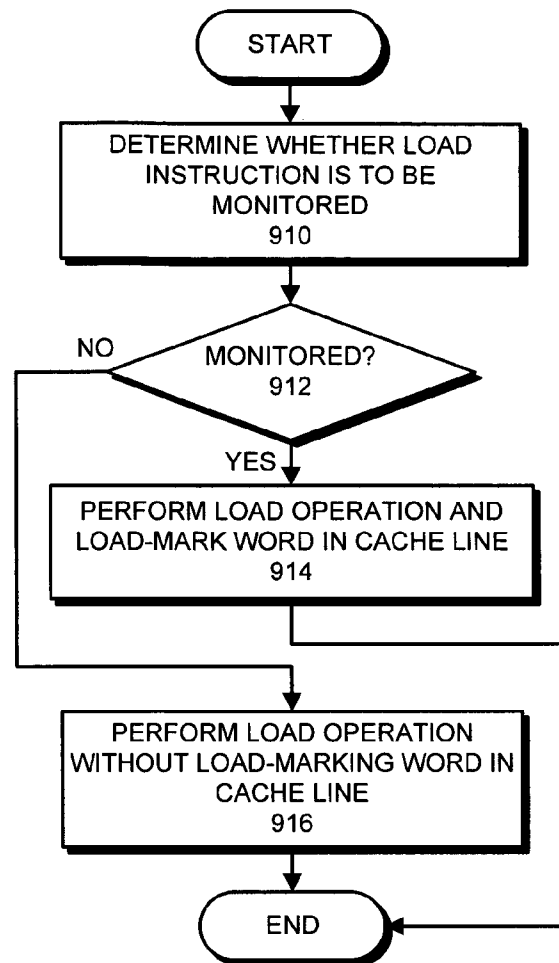 START
DETERMINE WHETHER LOAD
INSTRUCTION IS TO BE
MONITORED
910
NO
MONITORED?
912
YES
PERFORM LOAD OPERATION AND
LOAD-MARK WORD IN CACHE LINE
914
PERFORM LOAD OPERATION
WITHOUT LOAD-MARKING WORD IN
CACHE LINE
916
END